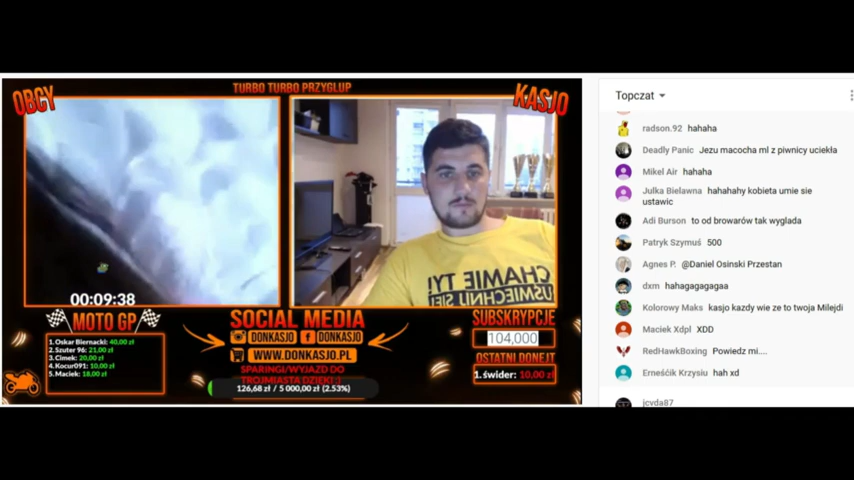 OBCY
TURBO TURBO PRZYGLUP
KASJO
00:09:38
MOTO GP
1. Oskar Biernacki: 40,00 zł
2. Szuter 96: 21,00 zł
3. Cimek: 20,00 zł
4. Kocur091: 10,00 zł
5. Maciek: 18,00 zł
SOCIAL MEDIA
DONKASJO
DONKASJO
WWW.DONKASJO.PL
SPARINGI/WYJAZD DO
TROJMIASTA DZIĘKI :)
126,68 zł / 5 000,00 zł (2.53%)
CHAMIE TY!
UŚMIECHNIJ SIĘ!
SUBSKRYPCJE
104,000
OSTATNI DONEJT
1. świder: 10,00 zł
Topczat
radson.92 hahaha
Deadly Panic Jezu macocha ml z piwnicy uciekła
Mikel Air hahaha
Julka Bielawna hahahahy kobieta umie sie
ustawic
Adi Burson to od browarów tak wyglada
Patryk Szymuś 500
Agnes P. @Daniel Osinski Przestan
dxm hahagagagagaa
Kolorowy Maks kasjo kazdy wie ze to twoja Milejdi
Maciek Xdpl XDD
RedHawkBoxing Powiedz mi....
Erneścik Krzysiu hah xd
jcvda87